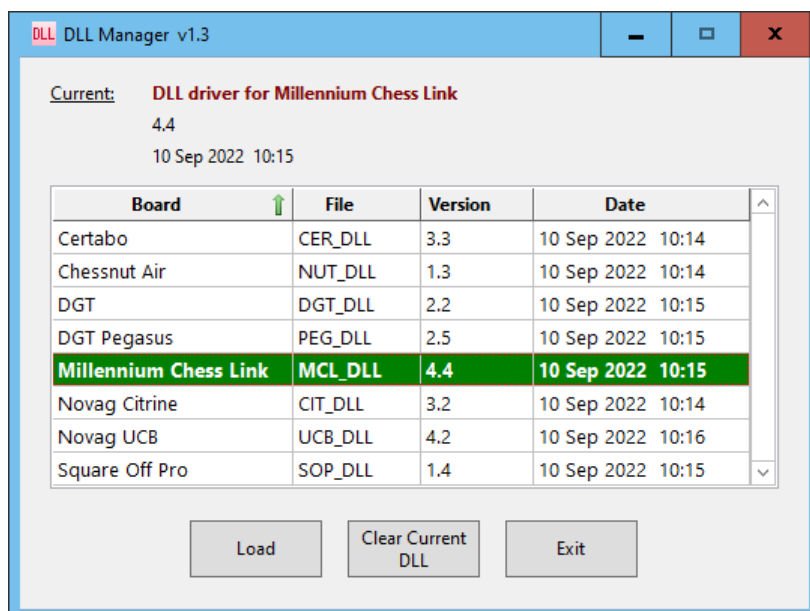 DLL DLL Manager v1.3
Current: DLL driver for Millennium Chess Link
4.4
10 Sep 2022 10:15
Board File Version Date
Certabo CER_DLL 3.3 10 Sep 2022 10:14
Chessnut Air NUT_DLL 1.3 10 Sep 2022 10:14
DGT DGT_DLL 2.2 10 Sep 2022 10:15
DGT Pegasus PEG_DLL 2.5 10 Sep 2022 10:15
Millennium Chess Link MCL_DLL 4.4 10 Sep 2022 10:15
Novag Citrine CIT_DLL 3.2 10 Sep 2022 10:14
Novag UCB UCB_DLL 4.2 10 Sep 2022 10:16
Square Off Pro SOP_DLL 1.4 10 Sep 2022 10:15
Load
Clear Current
DLL
Exit